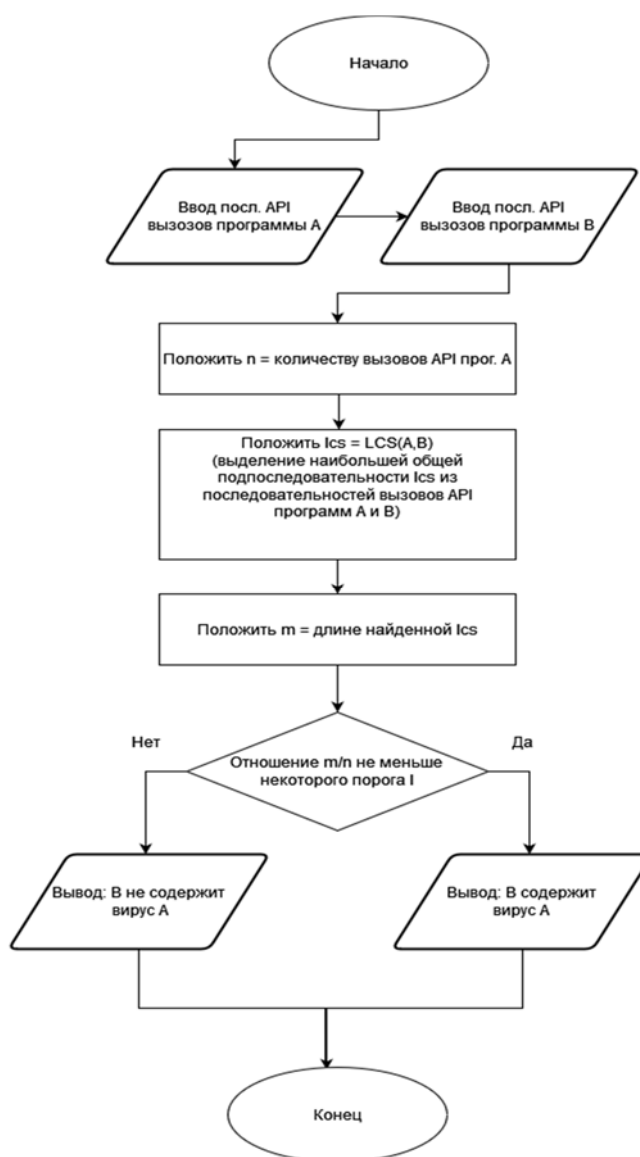 Начало
Ввод посл. API
вызозов программы A
Ввод посл. API
вызозов программы B
Положить n = количеству вызовов API прог. A
Положить lcs = LCS(A,B)
(выделение наибольшей общей
подпоследовательности lcs из
последовательностей вызовов API
программ A и B)
Положить m = длине найденной lcs
Нет
Да
Отношение m/n не меньше
некоторого порога l
Вывод: B не содержит
вирус A
Вывод: B содержит
вирус A
Конец